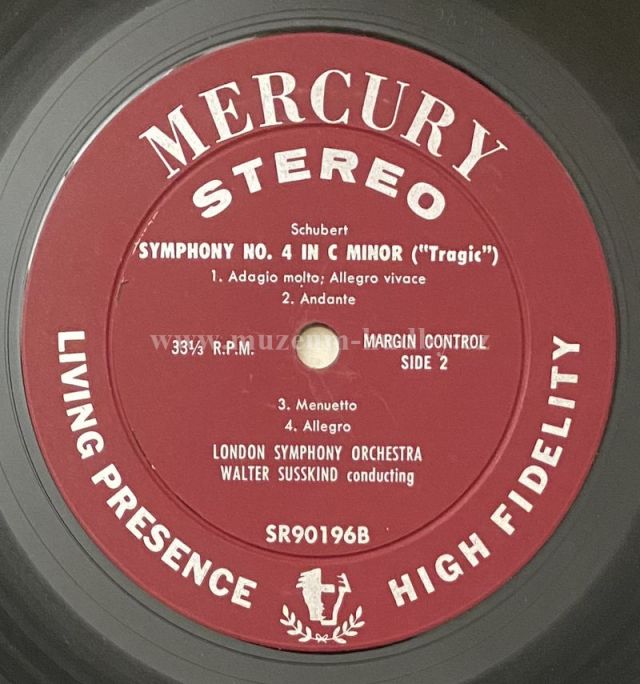 MERCURY
STEREO
Schubert
SYMPHONY NO. 4 IN C MINOR ("Tragic")
1. Adagio molto; Allegro vivace
2. Andante
33⅓ R.P.M.
MARGIN CONTROL
SIDE 2
3. Menuetto
4. Allegro
LONDON SYMPHONY ORCHESTRA
WALTER SUSSKIND conducting
SR90196B
LIVING PRESENCE
HIGH FIDELITY